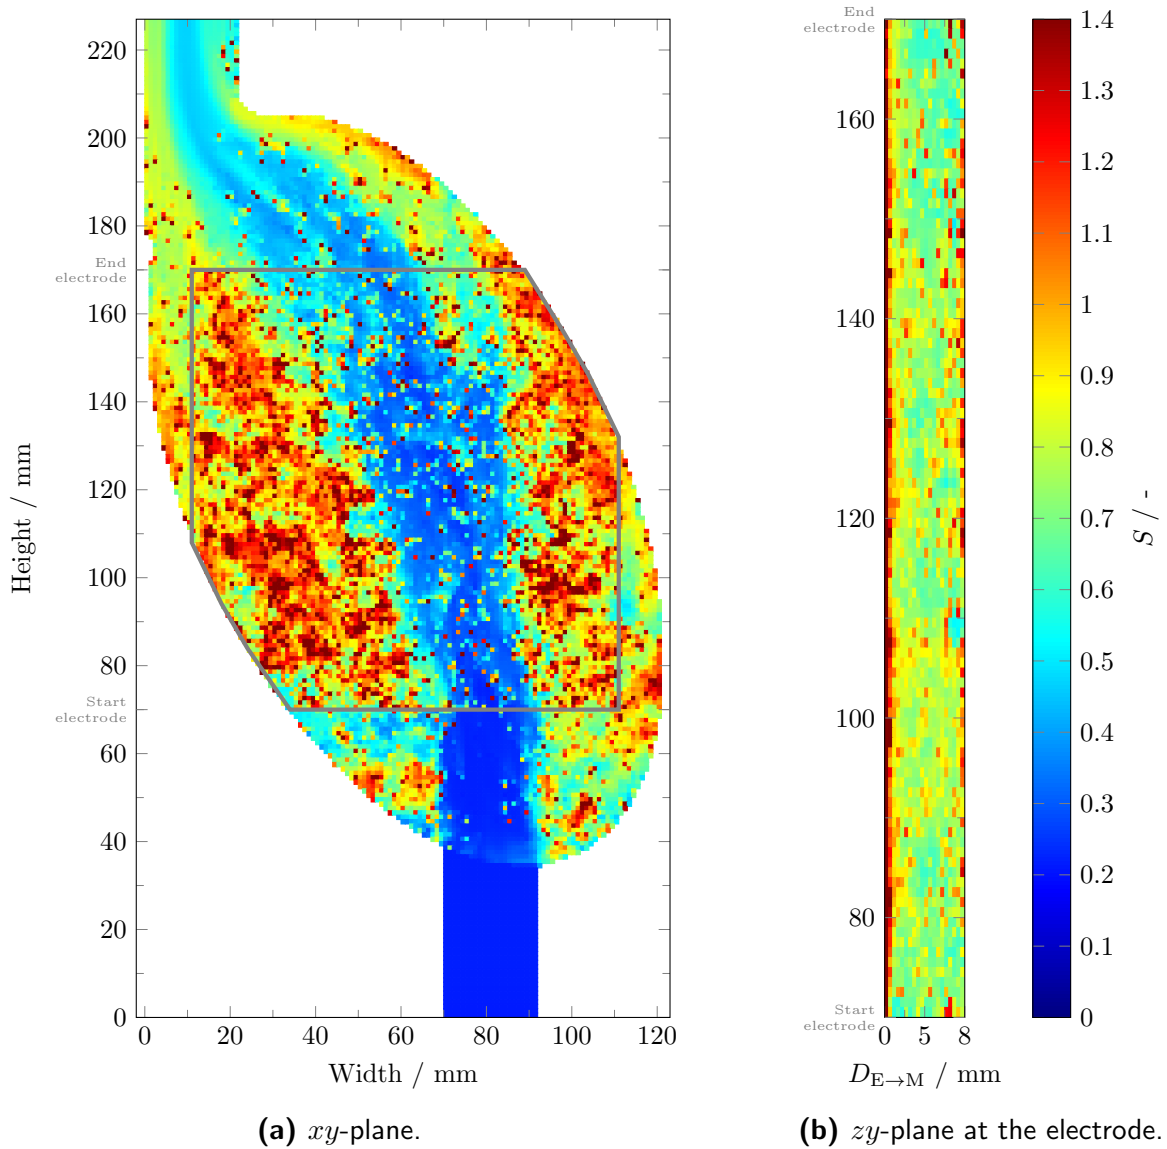 220
200
180
160
140
120
100
80
60
40
20
0
End
electrode
Start
electrode
Height / mm
0 20 40 60 80 100 120
Width / mm
(a) xy-plane.
End
electrode
160
140
120
100
80
Start
electrode
0 5 8
D_E→M / mm
(b) zy-plane at the electrode.
1.4
1.3
1.2
1.1
1
0.9
0.8
0.7
0.6
0.5
0.4
0.3
0.2
0.1
0
S / -